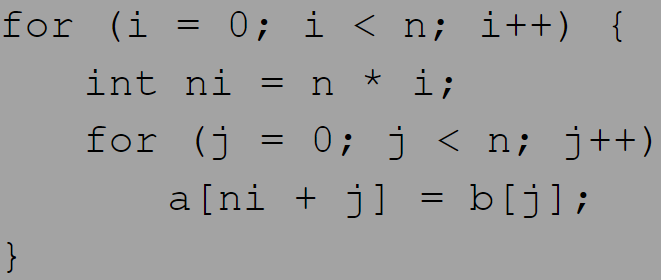 for (i = 0; i < n; i++) {
    int ni = n * i;
    for (j = 0; j < n; j++)
        a[ni + j] = b[j];
}